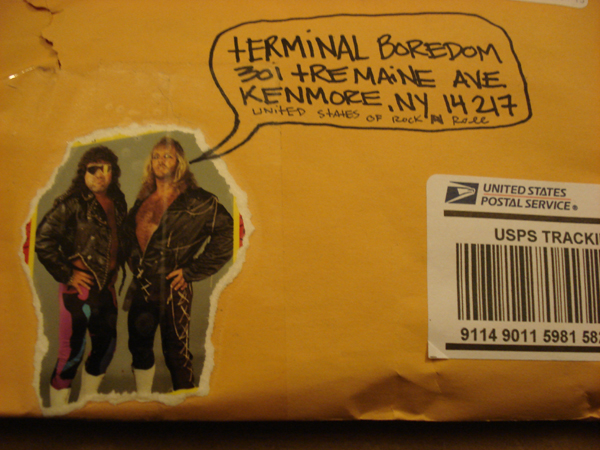 TERMINAL BOREDOM
301 TREMAINE AVE.
KENMORE, NY 14217
UNITED STATES OF ROCK N ROLL
UNITED STATES
POSTAL SERVICE®
USPS TRACKI
9114 9011 5981 58